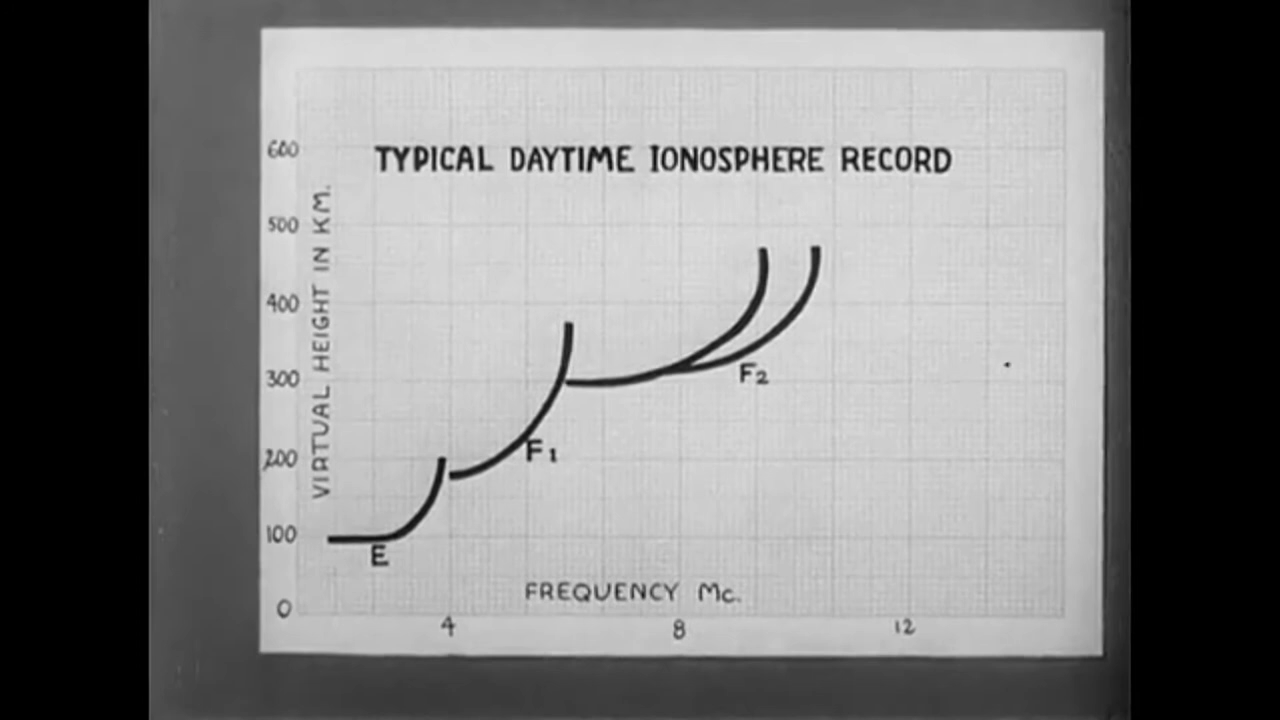 TYPICAL DAYTIME IONOSPHERE RECORD
600
500
400
300
200
100
0
VIRTUAL HEIGHT IN KM.
E
F1
F2
FREQUENCY Mc.
4
8
12